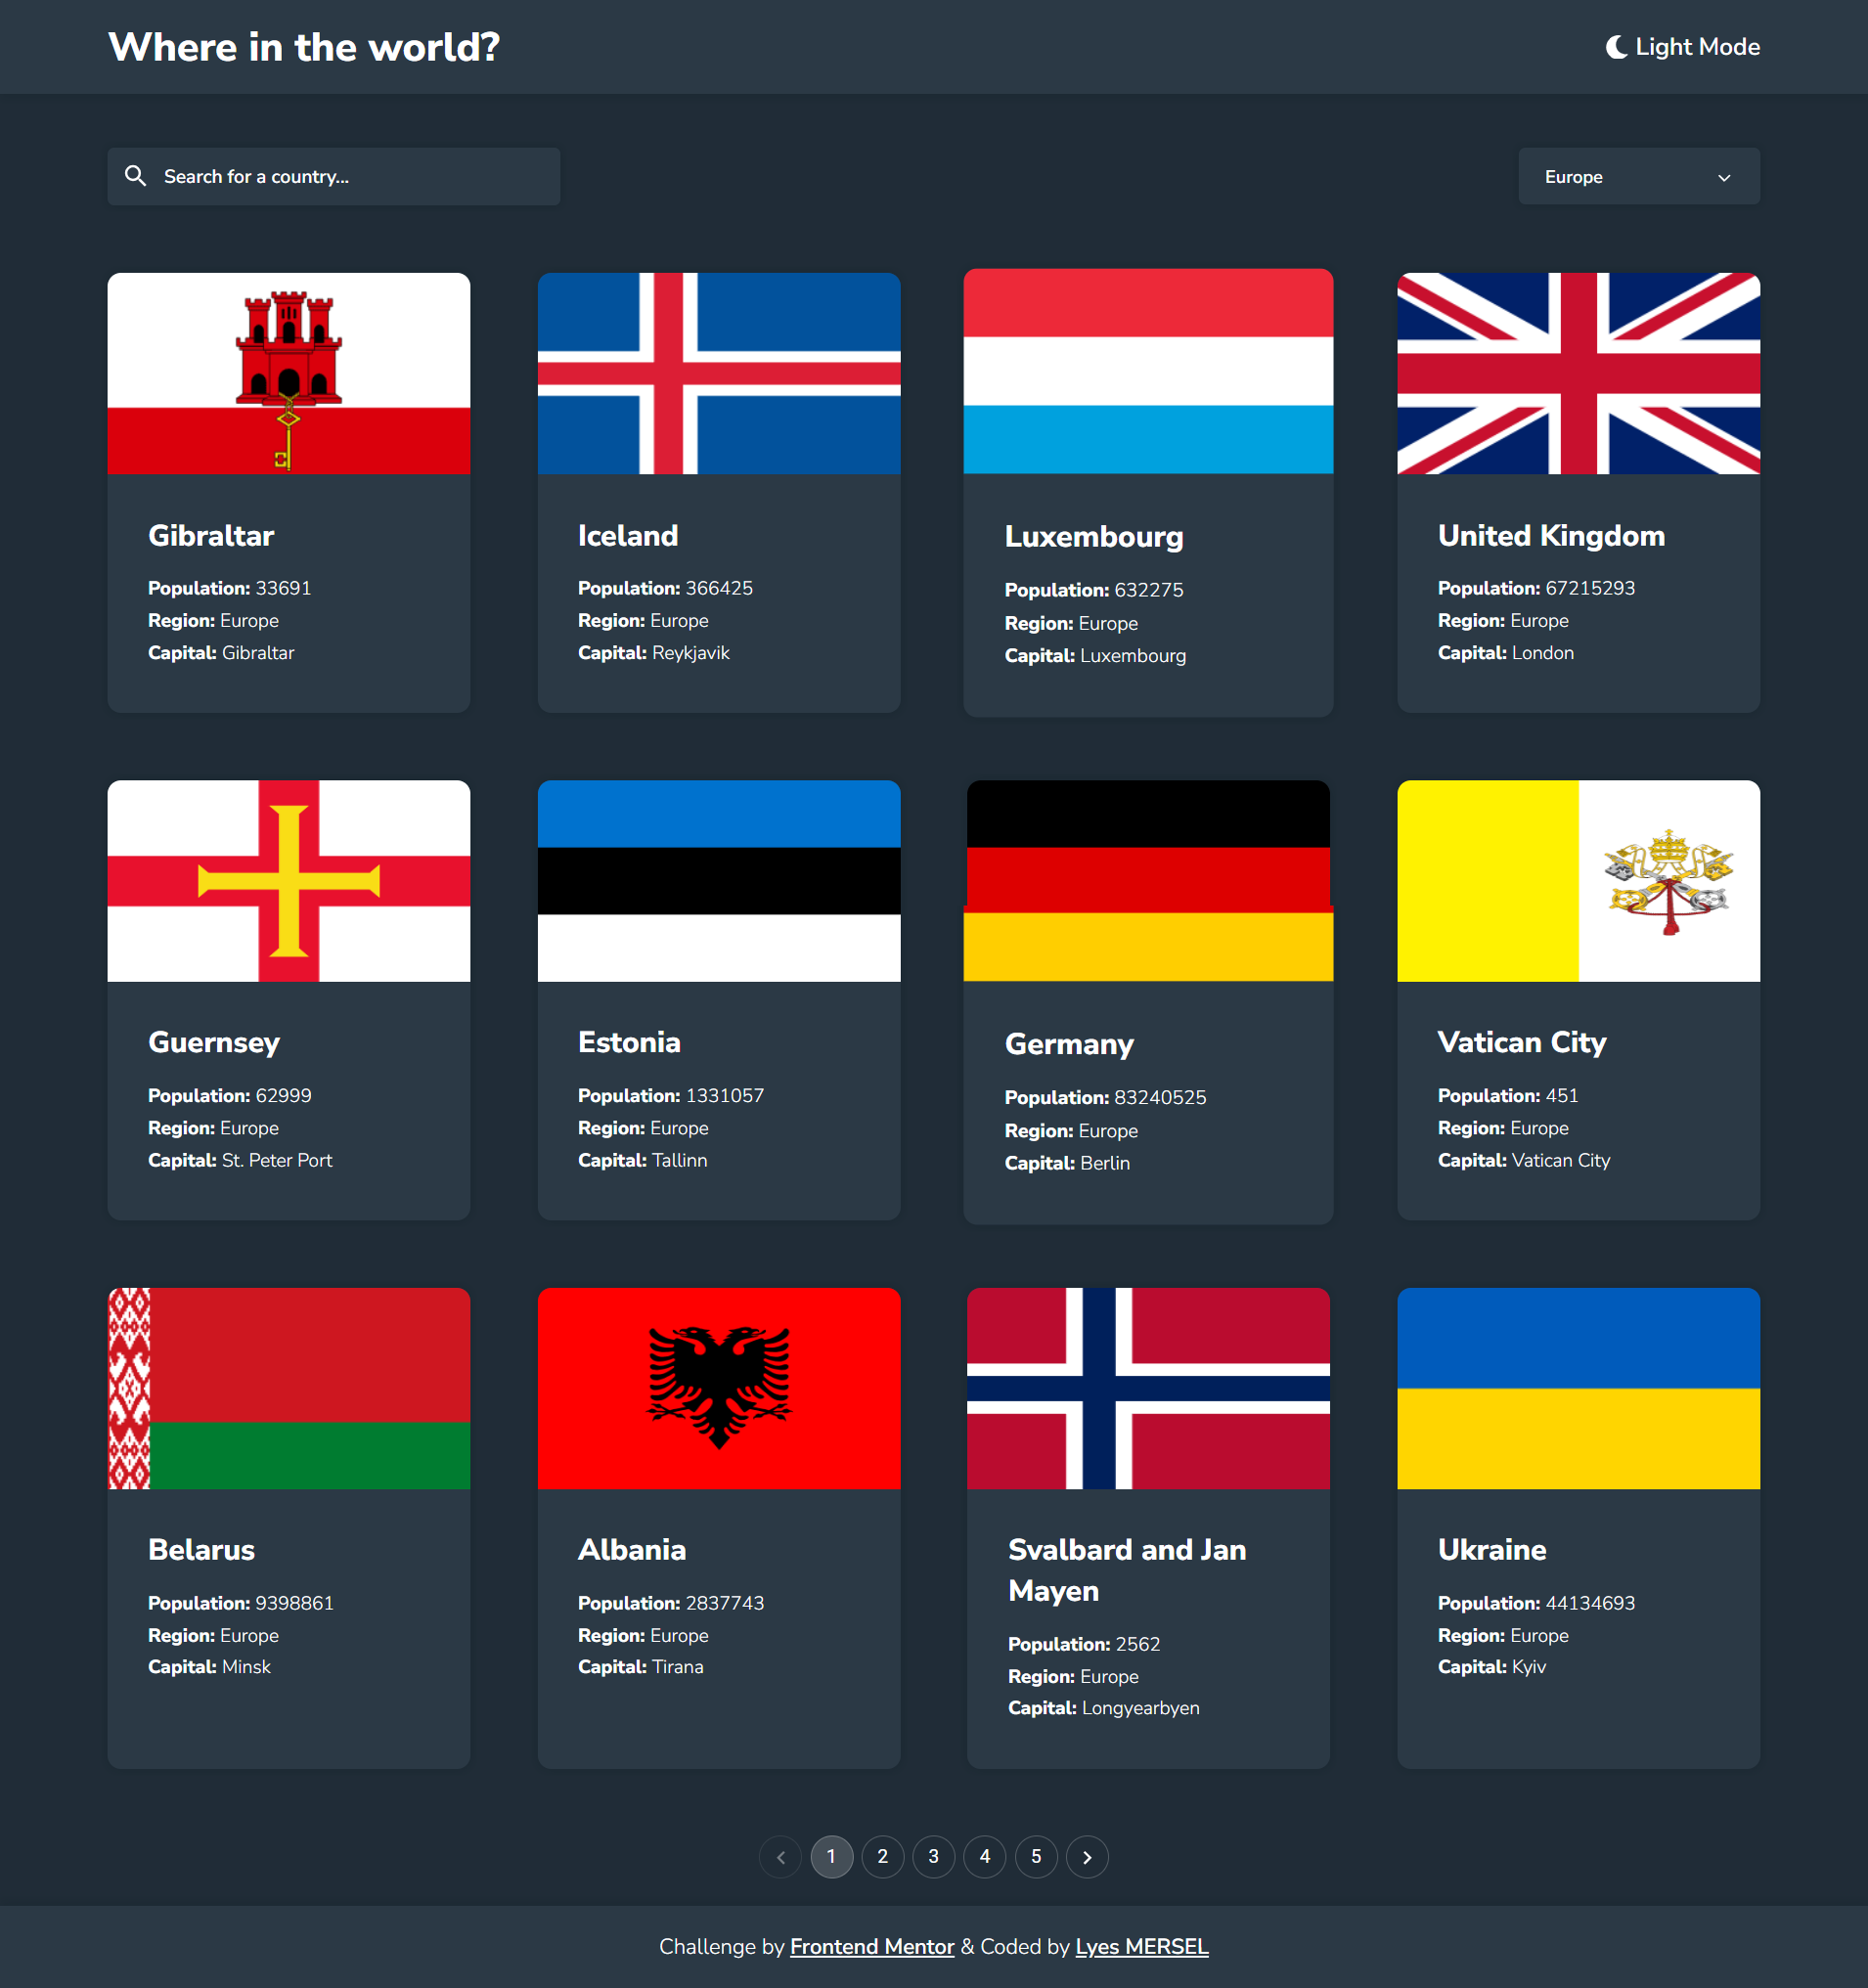 Where in the world?
Light Mode
Search for a country...
Europe
Gibraltar
Population: 33691
Region: Europe
Capital: Gibraltar
Iceland
Population: 366425
Region: Europe
Capital: Reykjavik
Luxembourg
Population: 632275
Region: Europe
Capital: Luxembourg
United Kingdom
Population: 67215293
Region: Europe
Capital: London
Guernsey
Population: 62999
Region: Europe
Capital: St. Peter Port
Estonia
Population: 1331057
Region: Europe
Capital: Tallinn
Germany
Population: 83240525
Region: Europe
Capital: Berlin
Vatican City
Population: 451
Region: Europe
Capital: Vatican City
Belarus
Population: 9398861
Region: Europe
Capital: Minsk
Albania
Population: 2837743
Region: Europe
Capital: Tirana
Svalbard and Jan
Mayen
Population: 2562
Region: Europe
Capital: Longyearbyen
Ukraine
Population: 44134693
Region: Europe
Capital: Kyiv
1 2 3 4 5
Challenge by Frontend Mentor & Coded by Lyes MERSEL